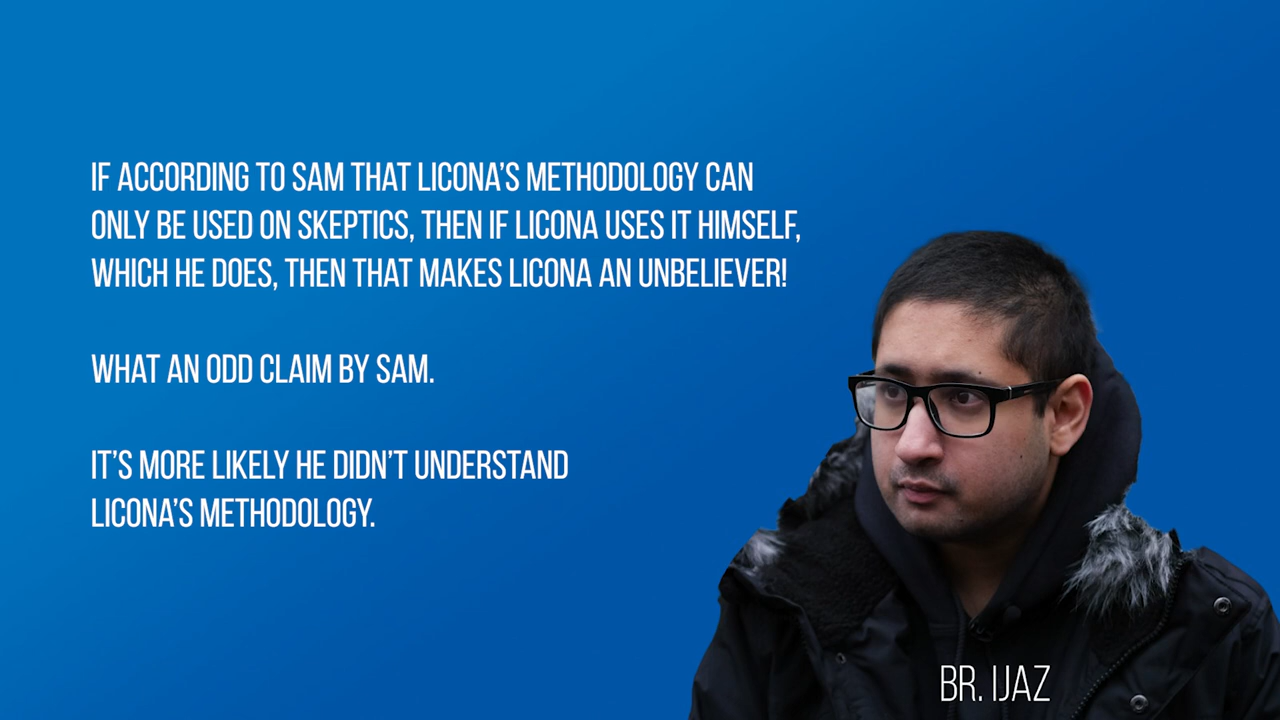 IF ACCORDING TO SAM THAT LICONA'S METHODOLOGY CAN
ONLY BE USED ON SKEPTICS, THEN IF LICONA USES IT HIMSELF,
WHICH HE DOES, THEN THAT MAKES LICONA AN UNBELIEVER!
WHAT AN ODD CLAIM BY SAM.
IT'S MORE LIKELY HE DIDN'T UNDERSTAND
LICONA'S METHODOLOGY.
BR. IJAZ